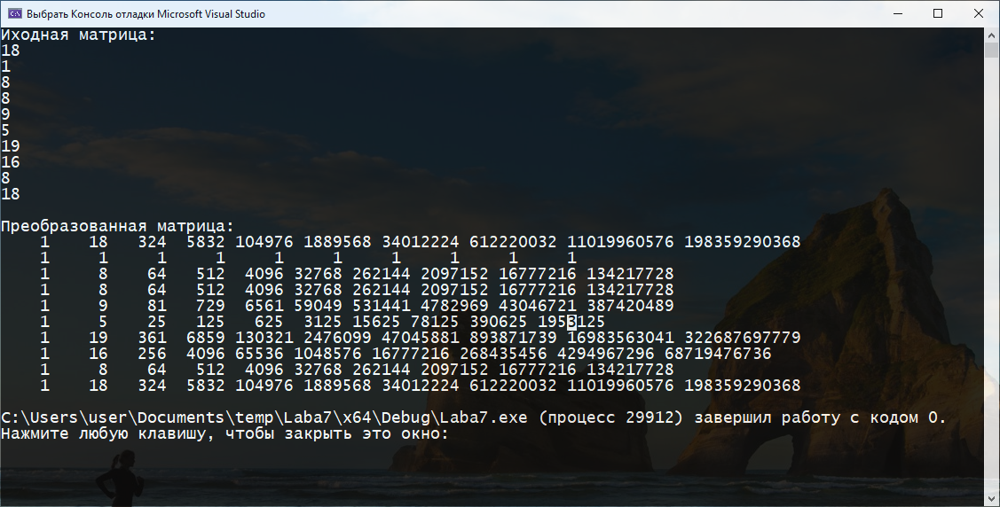 Выбрать Консоль отладки Microsoft Visual Studio
Иходная матрица:
18
1
8
8
9
5
19
16
8
18
Преобразованная матрица:
1 18 324 5832 104976 1889568 34012224 612220032 11019960576 198359290368
1 1 1 1 1 1 1 1 1 1
1 8 64 512 4096 32768 262144 2097152 16777216 134217728
1 8 64 512 4096 32768 262144 2097152 16777216 134217728
1 9 81 729 6561 59049 531441 4782969 43046721 387420489
1 5 25 125 625 3125 15625 78125 390625 1953125
1 19 361 6859 130321 2476099 47045881 893871739 16983563041 322687697779
1 16 256 4096 65536 1048576 16777216 268435456 4294967296 68719476736
1 8 64 512 4096 32768 262144 2097152 16777216 134217728
1 18 324 5832 104976 1889568 34012224 612220032 11019960576 198359290368
C:\Users\user\Documents\temp\Laba7\x64\Debug\Laba7.exe (процесс 29912) завершил работу с кодом 0.
Нажмите любую клавишу, чтобы закрыть это окно: